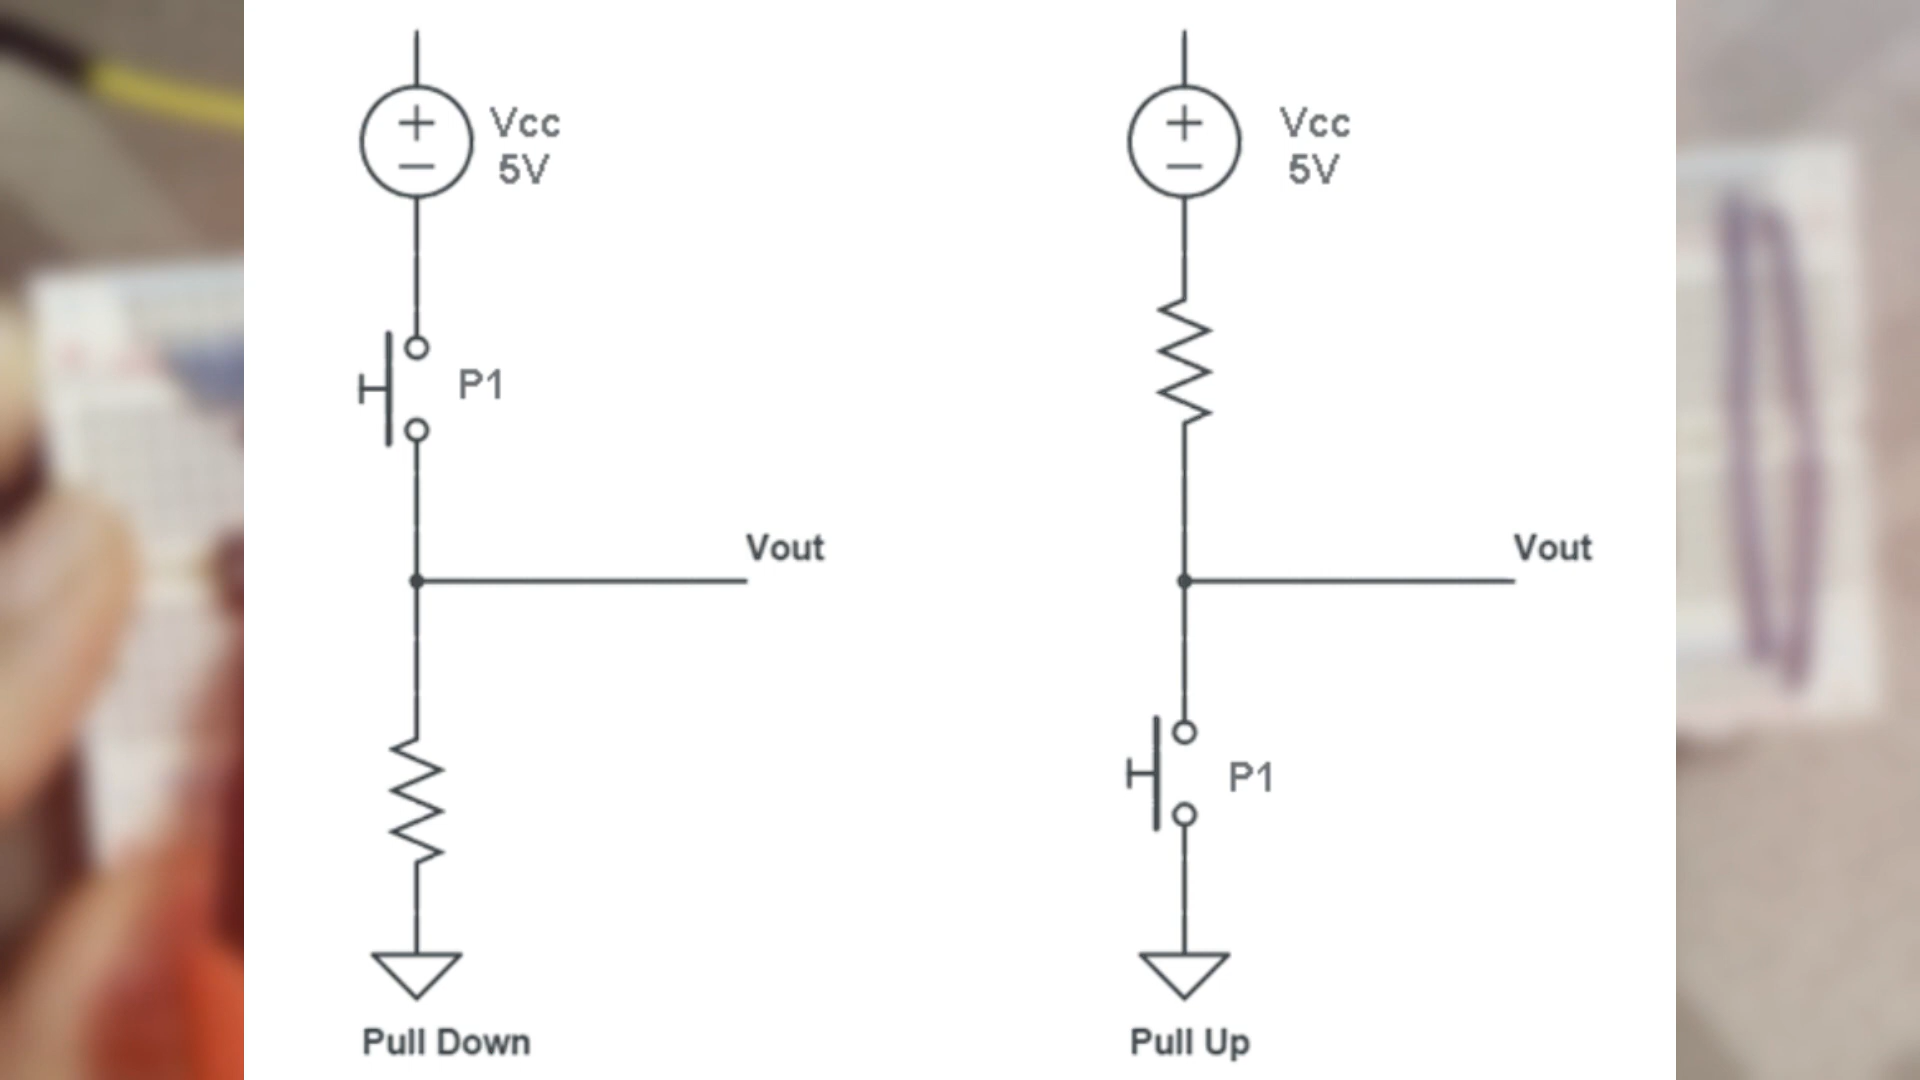 Vcc
5V
P1
Vout
Pull Down
Vcc
5V
Vout
P1
Pull Up